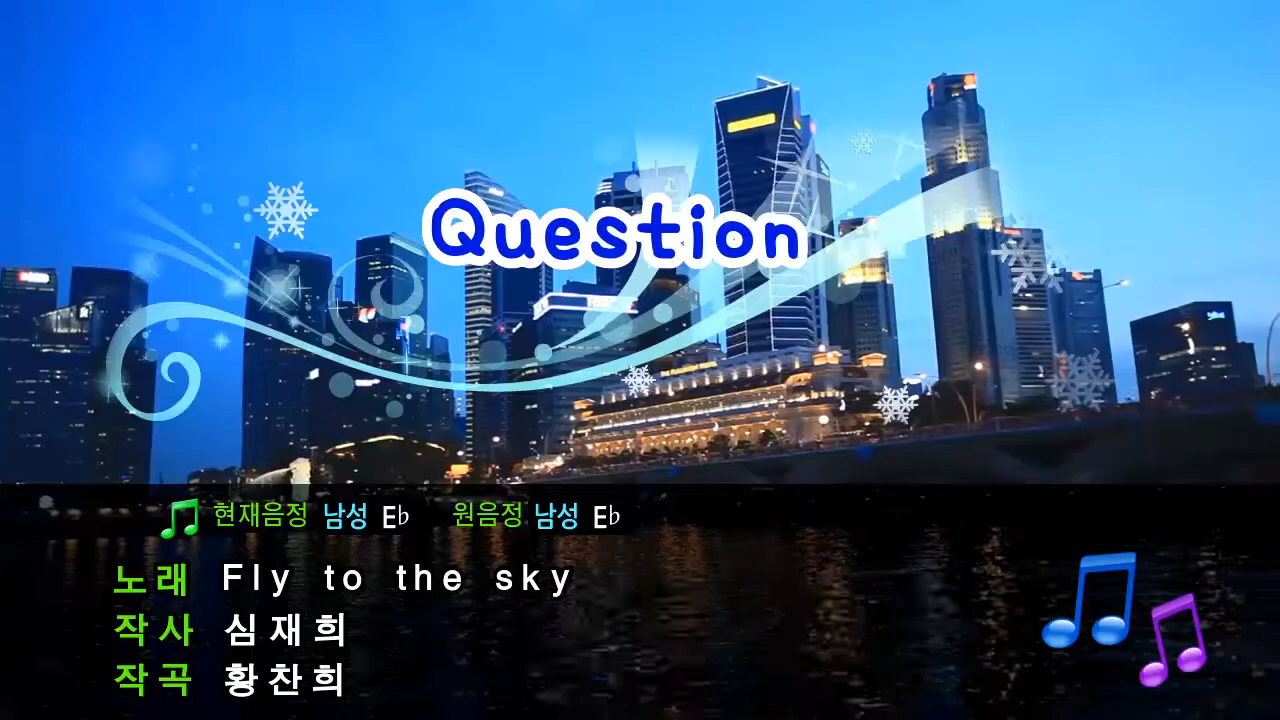 Question
현재음정 남성 E♭ 원음정 남성 E♭
노래 Fly to the sky
작사 심재희
작곡 황찬희